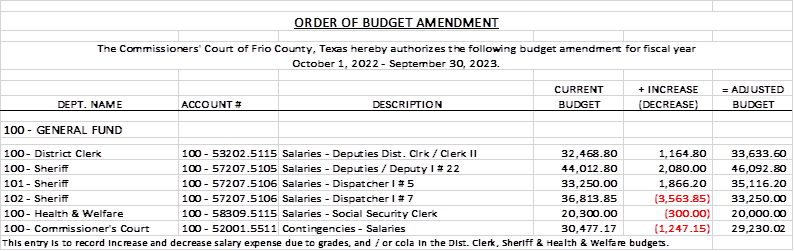 ORDER OF BUDGET AMENDMENT
The Commissioners' Court of Frio County, Texas hereby authorizes the following budget amendment for fiscal year
October 1, 2022 - September 30, 2023.
CURRENT + INCREASE = ADJUSTED
DEPT. NAME ACCOUNT # DESCRIPTION BUDGET (DECREASE) BUDGET
100 - GENERAL FUND
100 - District Clerk 100 - 53202.5115 Salaries - Deputies Dist. Clrk / Clerk II 32,468.80 1,164.80 33,633.60
100 - Sheriff 100 - 57207.5105 Salaries - Deputies / Deputy I # 22 44,012.80 2,080.00 46,092.80
101 - Sheriff 100 - 57207.5106 Salaries - Dispatcher I # 5 33,250.00 1,866.20 35,116.20
102 - Sheriff 100 - 57207.5106 Salaries - Dispatcher I # 7 36,813.85 (3,563.85) 33,250.00
100 - Health & Welfare 100 - 58309.5115 Salaries - Social Security Clerk 20,300.00 (300.00) 20,000.00
100 - Commissioner's Court 100 - 52001.5511 Contingencies - Salaries 30,477.17 (1,247.15) 29,230.02
This entry is to record increase and decrease salary expense due to grades, and / or cola in the Dist. Clerk, Sheriff & Health & Welfare budgets.